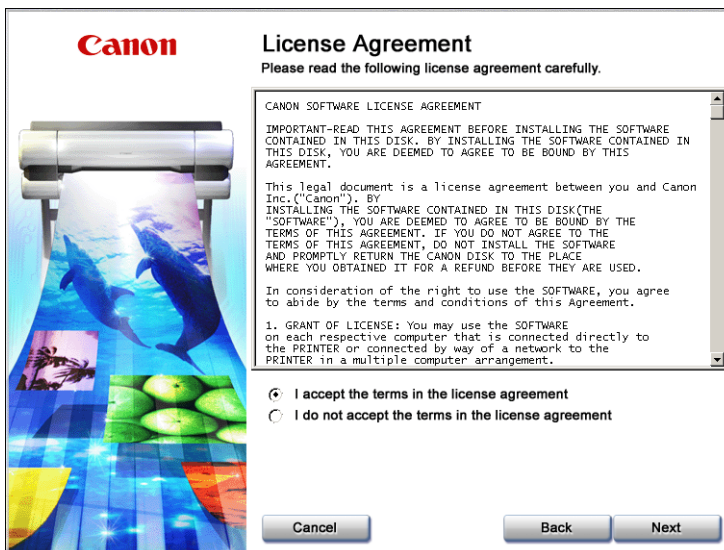 Canon
License Agreement
Please read the following license agreement carefully.
CANON SOFTWARE LICENSE AGREEMENT
IMPORTANT-READ THIS AGREEMENT BEFORE INSTALLING THE SOFTWARE
CONTAINED IN THIS DISK. BY INSTALLING THE SOFTWARE CONTAINED IN
THIS DISK, YOU ARE DEEMED TO AGREE TO BE BOUND BY THIS
AGREEMENT.
This legal document is a license agreement between you and Canon
Inc.("Canon"). BY
INSTALLING THE SOFTWARE CONTAINED IN THIS DISK(THE
"SOFTWARE"), YOU ARE DEEMED TO AGREE TO BE BOUND BY THE
TERMS OF THIS AGREEMENT. IF YOU DO NOT AGREE TO THE
TERMS OF THIS AGREEMENT, DO NOT INSTALL THE SOFTWARE
AND PROMPTLY RETURN THE CANON DISK TO THE PLACE
WHERE YOU OBTAINED IT FOR A REFUND BEFORE THEY ARE USED.
In consideration of the right to use the SOFTWARE, you agree
to abide by the terms and conditions of this Agreement.
1. GRANT OF LICENSE: You may use the SOFTWARE
on each respective computer that is connected directly to
the PRINTER or connected by way of a network to the
PRINTER in a multiple computer arrangement.
I accept the terms in the license agreement
I do not accept the terms in the license agreement
Cancel
Back
Next